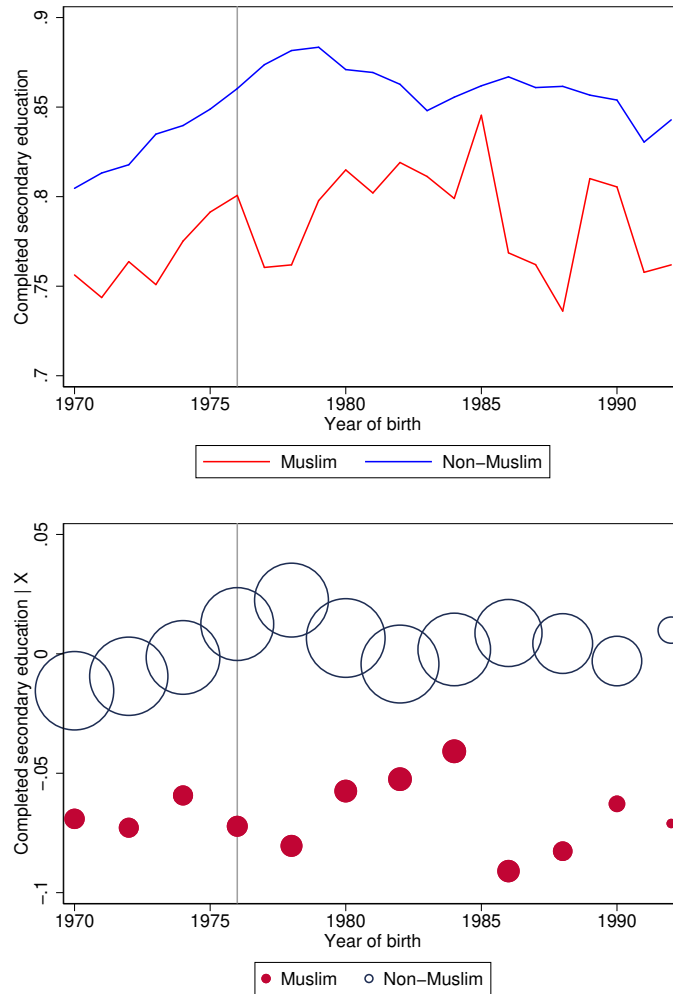 .9
.85
.8
.75
.7
Completed secondary education
1970 1975 1980 1985 1990
Year of birth
Muslim Non−Muslim
.05
0
−.05
−.1
Completed secondary education | X
1970 1975 1980 1985 1990
Year of birth
Muslim Non−Muslim